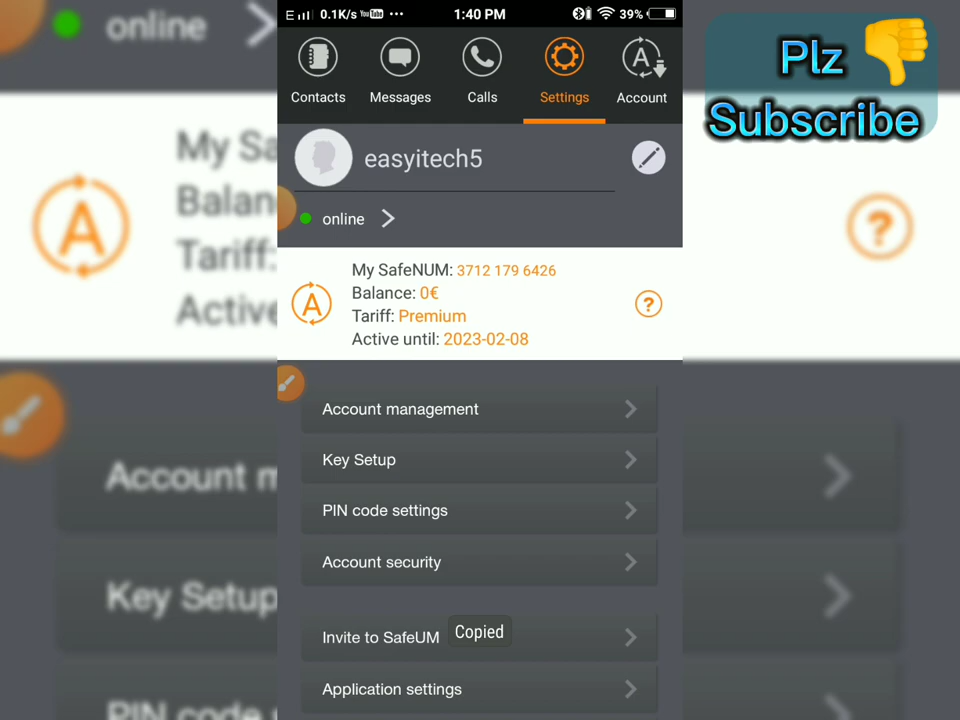 0.1K/s YouTube ... 1:40 PM 39%
Contacts Messages Calls Settings Account
easyitech5
online
My SafeNUM: 3712 179 6426
Balance: 0€
Tariff: Premium
Active until: 2023-02-08
Account management
Key Setup
PIN code settings
Account security
Invite to SafeUM
Copied
Application settings
Plz
Subscribe
online
My Sa
Balan
Tariff:
Active
Account m
Key Setup
PIN code